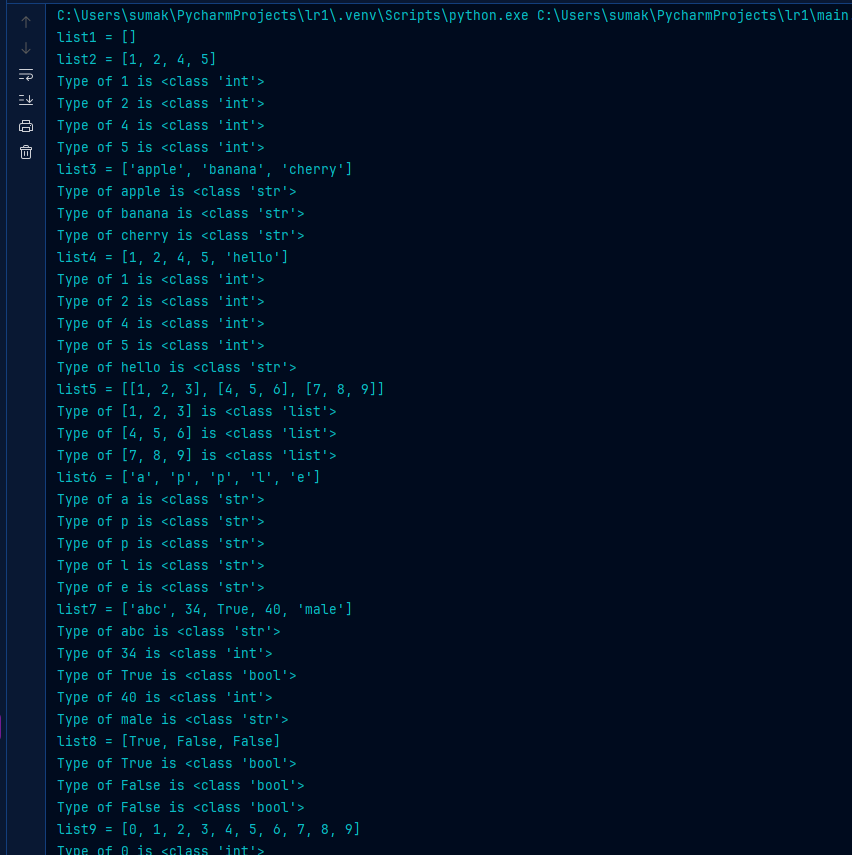 C:\Users\sumak\PycharmProjects\lr1\.venv\Scripts\python.exe C:\Users\sumak\PycharmProjects\lr1\main
list1 = []
list2 = [1, 2, 4, 5]
Type of 1 is <class 'int'>
Type of 2 is <class 'int'>
Type of 4 is <class 'int'>
Type of 5 is <class 'int'>
list3 = ['apple', 'banana', 'cherry']
Type of apple is <class 'str'>
Type of banana is <class 'str'>
Type of cherry is <class 'str'>
list4 = [1, 2, 4, 5, 'hello']
Type of 1 is <class 'int'>
Type of 2 is <class 'int'>
Type of 4 is <class 'int'>
Type of 5 is <class 'int'>
Type of hello is <class 'str'>
list5 = [[1, 2, 3], [4, 5, 6], [7, 8, 9]]
Type of [1, 2, 3] is <class 'list'>
Type of [4, 5, 6] is <class 'list'>
Type of [7, 8, 9] is <class 'list'>
list6 = ['a', 'p', 'p', 'l', 'e']
Type of a is <class 'str'>
Type of p is <class 'str'>
Type of p is <class 'str'>
Type of l is <class 'str'>
Type of e is <class 'str'>
list7 = ['abc', 34, True, 40, 'male']
Type of abc is <class 'str'>
Type of 34 is <class 'int'>
Type of True is <class 'bool'>
Type of 40 is <class 'int'>
Type of male is <class 'str'>
list8 = [True, False, False]
Type of True is <class 'bool'>
Type of False is <class 'bool'>
Type of False is <class 'bool'>
list9 = [0, 1, 2, 3, 4, 5, 6, 7, 8, 9]
Type of 0 is <class 'int'>